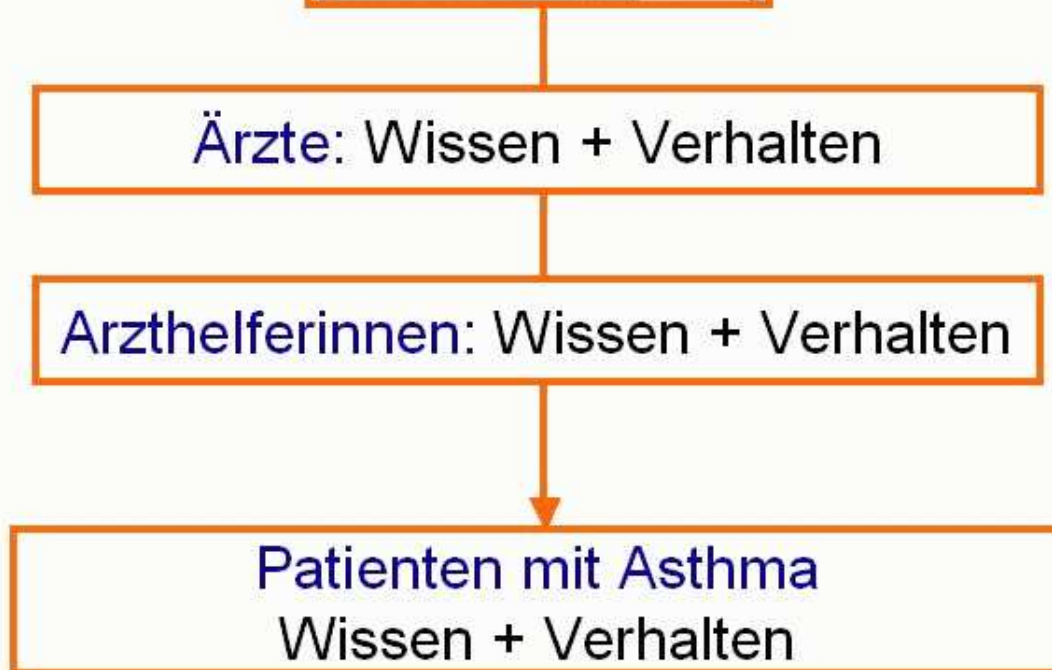 Ärzte: Wissen + Verhalten
Arzthelferinnen: Wissen + Verhalten
Patienten mit Asthma
Wissen + Verhalten